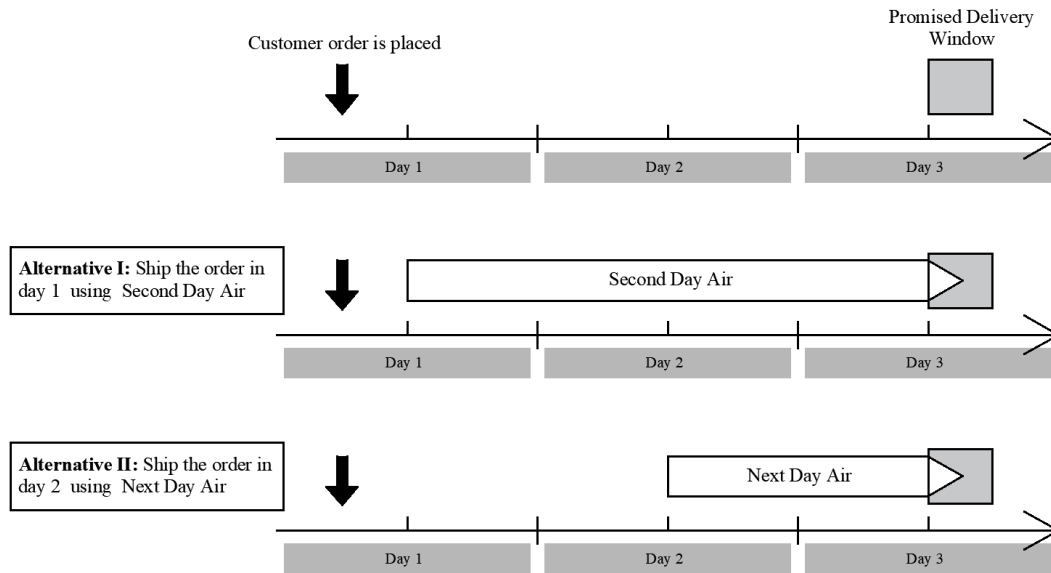 Promised Delivery
Window
Customer order is placed
Day 1
Day 2
Day 3
Alternative I: Ship the order in
day 1 using Second Day Air
Second Day Air
Day 1
Day 2
Day 3
Alternative II: Ship the order in
day 2 using Next Day Air
Next Day Air
Day 1
Day 2
Day 3